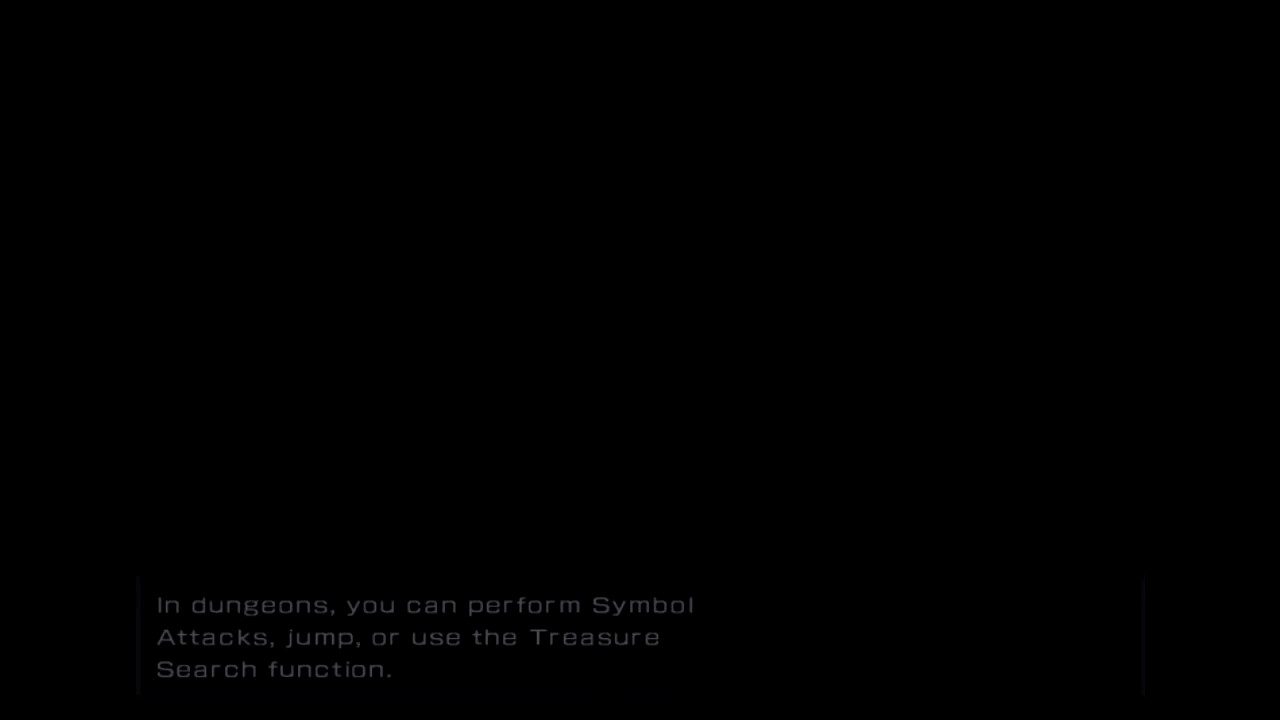 In dungeons, you can perform Symbol
Attacks, jump, or use the Treasure
Search function.